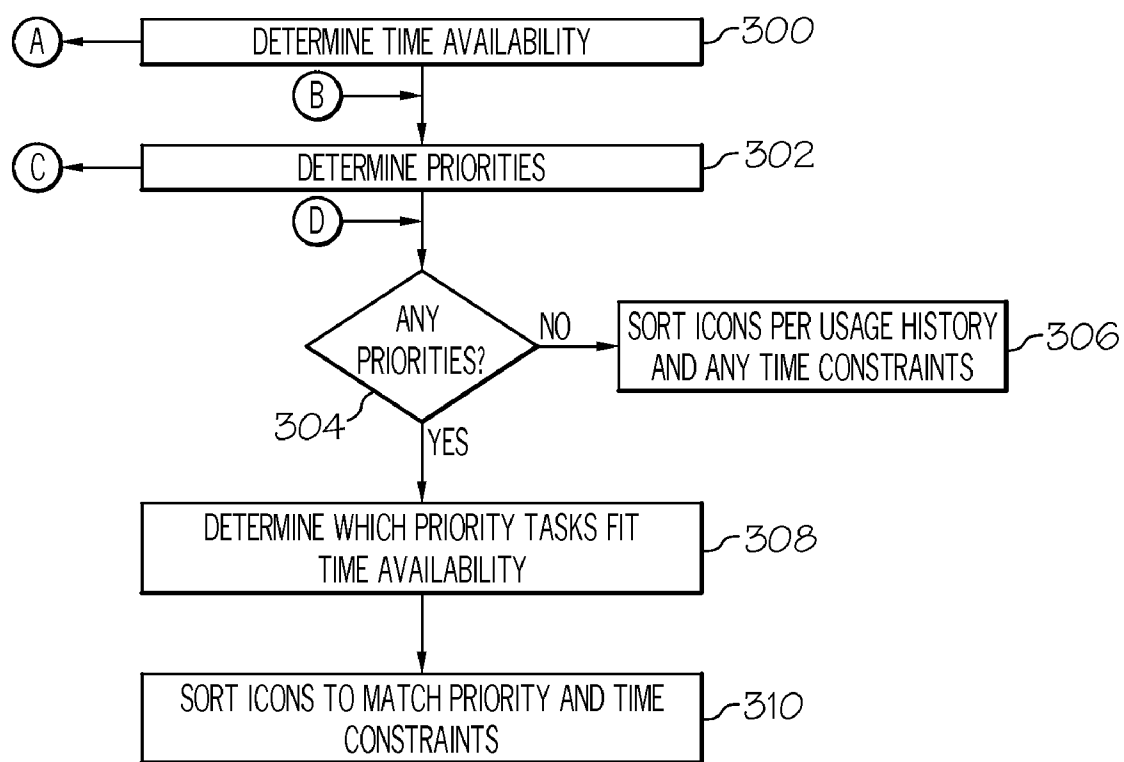 A
DETERMINE TIME AVAILABILITY
300
B
C
DETERMINE PRIORITIES
302
D
ANY
PRIORITIES?
304
NO
SORT ICONS PER USAGE HISTORY
AND ANY TIME CONSTRAINTS
306
YES
DETERMINE WHICH PRIORITY TASKS FIT
TIME AVAILABILITY
308
SORT ICONS TO MATCH PRIORITY AND TIME
CONSTRAINTS
310